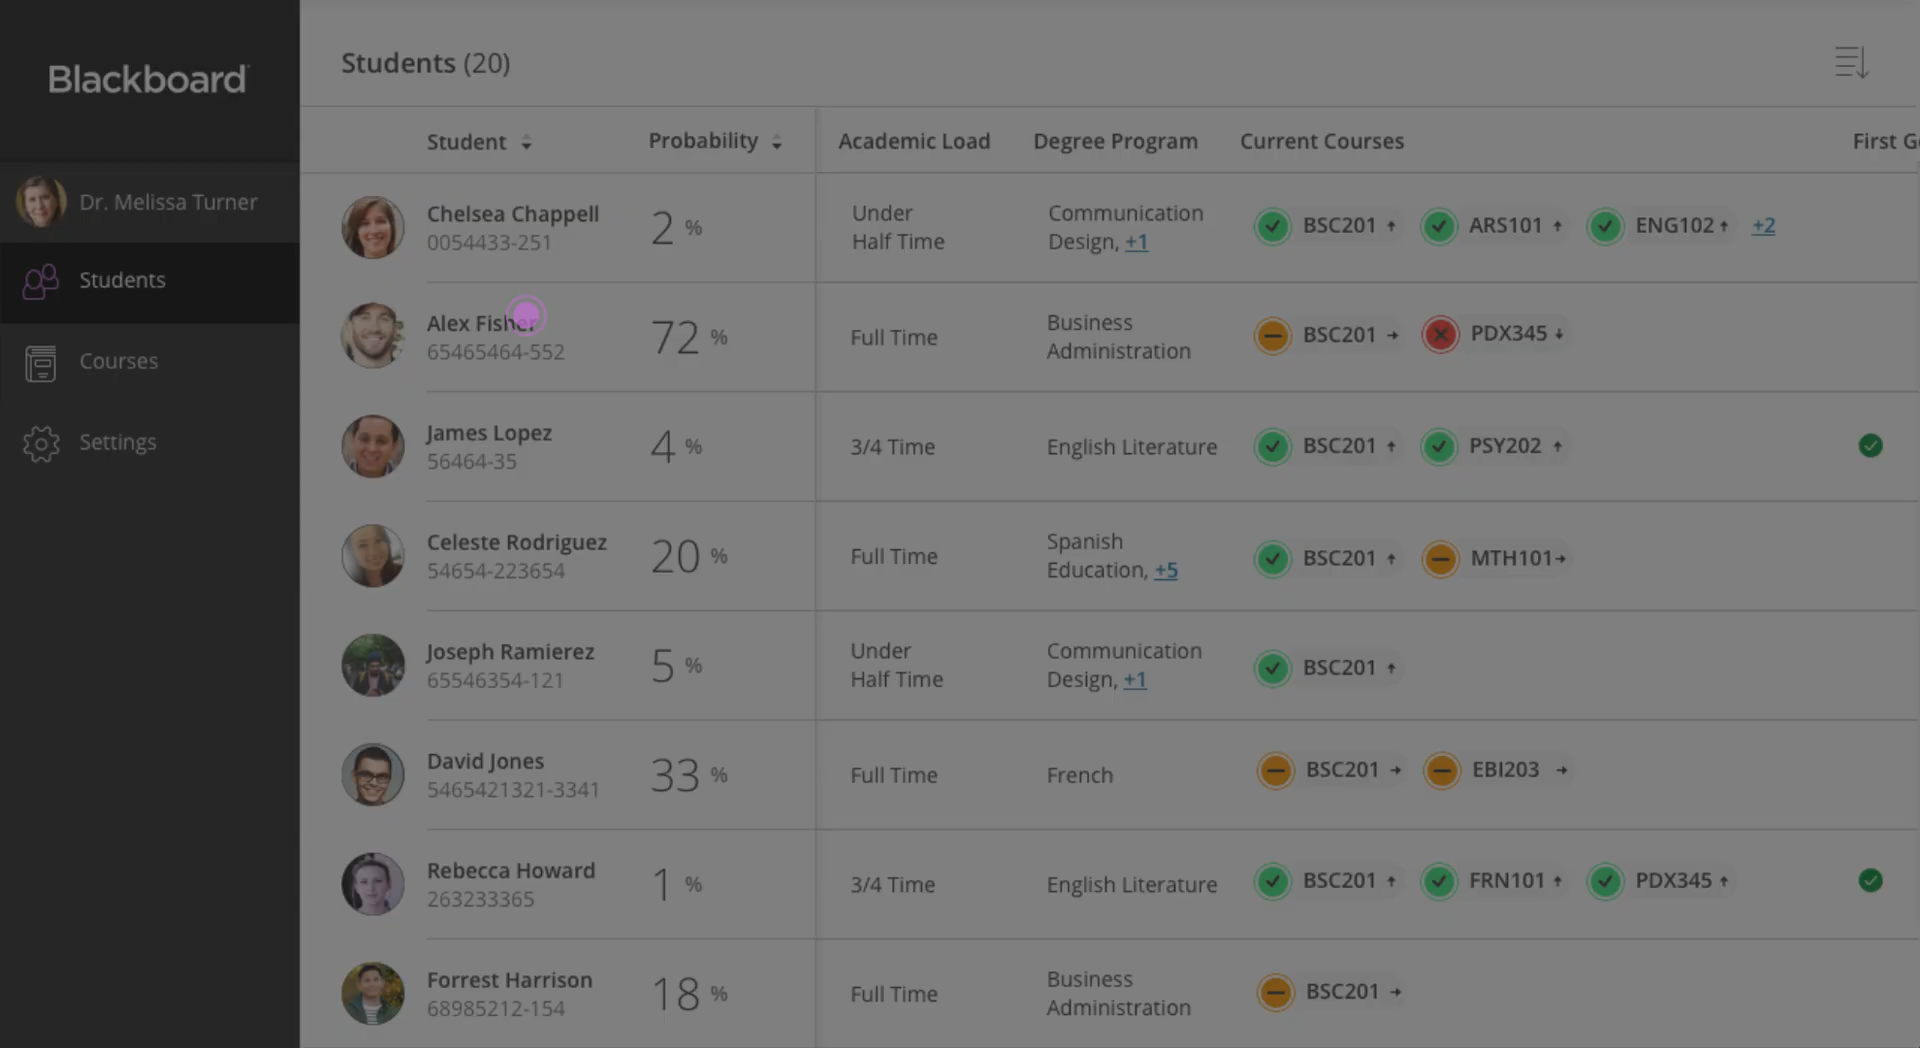 Blackboard
Dr. Melissa Turner
Students
Courses
Settings
Students (20)
Student Probability Academic Load Degree Program Current Courses First
Chelsea Chappell
0054433-251
2 %
Under
Half Time
Communication
Design, +1
BSC201 ARS101 ENG102 +2
Alex Fisher
65465464-552
72 %
Full Time
Business
Administration
BSC201 PDX345
James Lopez
56464-35
4 %
3/4 Time
English Literature
BSC201 PSY202
Celeste Rodriguez
54654-223654
20 %
Full Time
Spanish
Education, +5
BSC201 MTH101
Joseph Ramierez
65546354-121
5 %
Under
Half Time
Communication
Design, +1
BSC201
David Jones
5465421321-3341
33 %
Full Time
French
BSC201 EBI203
Rebecca Howard
263233365
1 %
3/4 Time
English Literature
BSC201 FRN101 PDX345
Forrest Harrison
68985212-154
18 %
Full Time
Business
Administration
BSC201